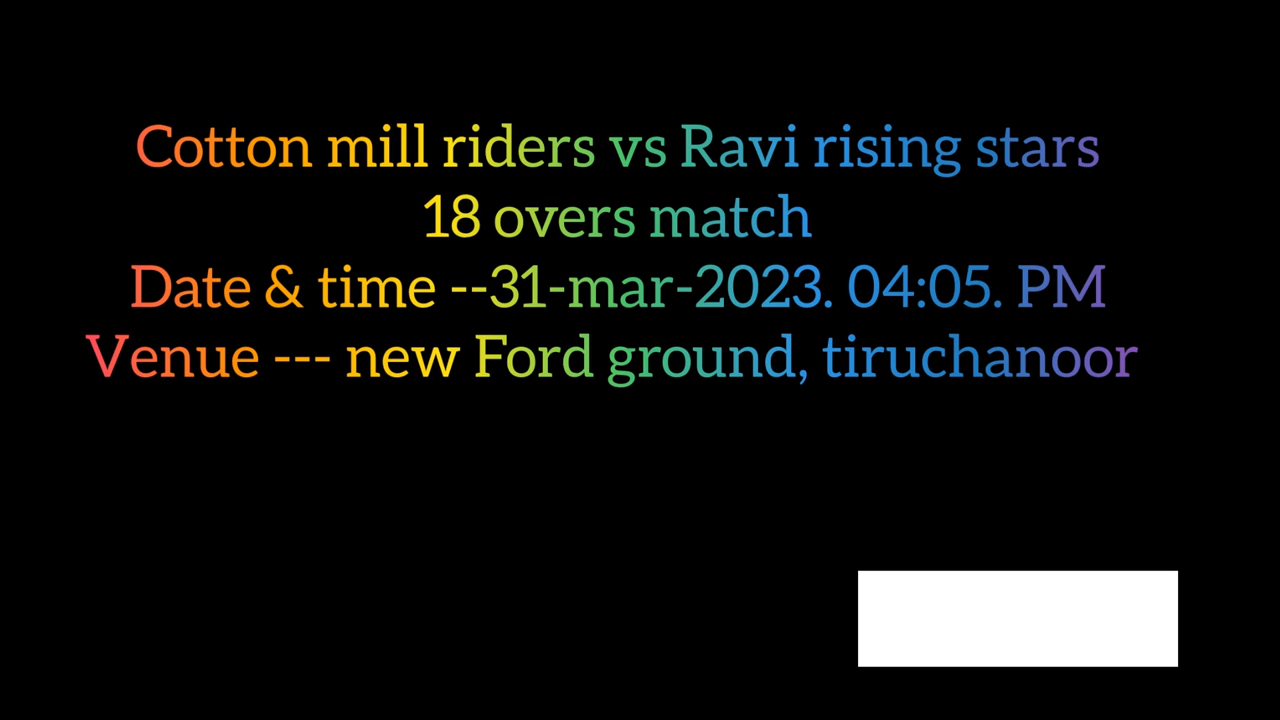 Cotton mill riders vs Ravi rising stars
18 overs match
Date & time --31-mar-2023. 04:05. PM
Venue --- new Ford ground, tiruchanoor